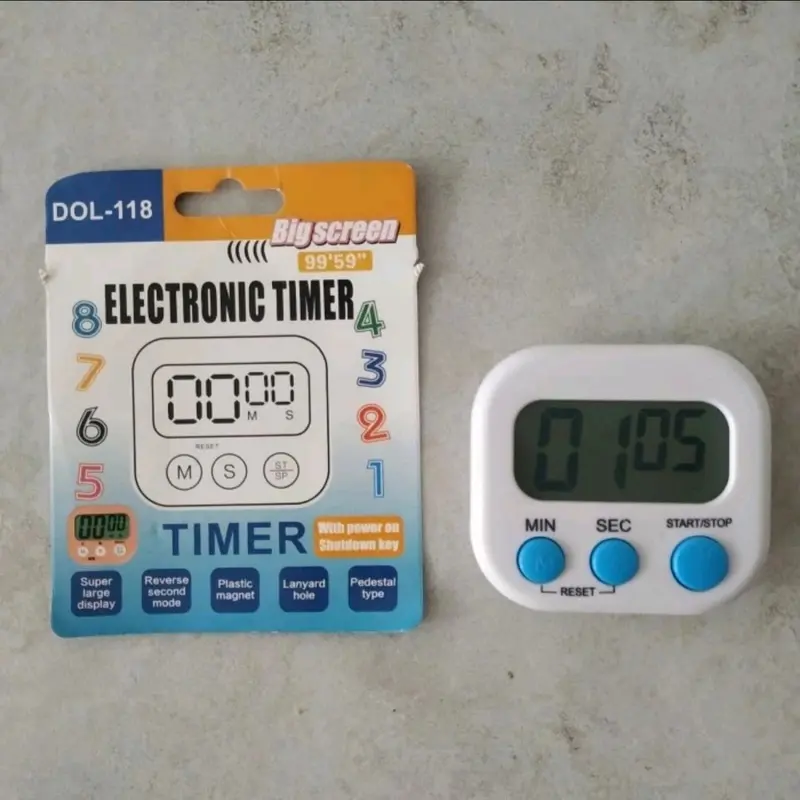 DOL-118
Big screen
99'59"
ELECTRONIC TIMER
8
7
6
5
4
3
2
1
00 00
M S
RESET
M S ST/SP
00 00
TIMER
With power on
Shutdown key
Super
large
display
Reverse
second
mode
Plastic
magnet
Lanyard
hole
Pedestal
type
01 05
MIN SEC START/STOP
RESET